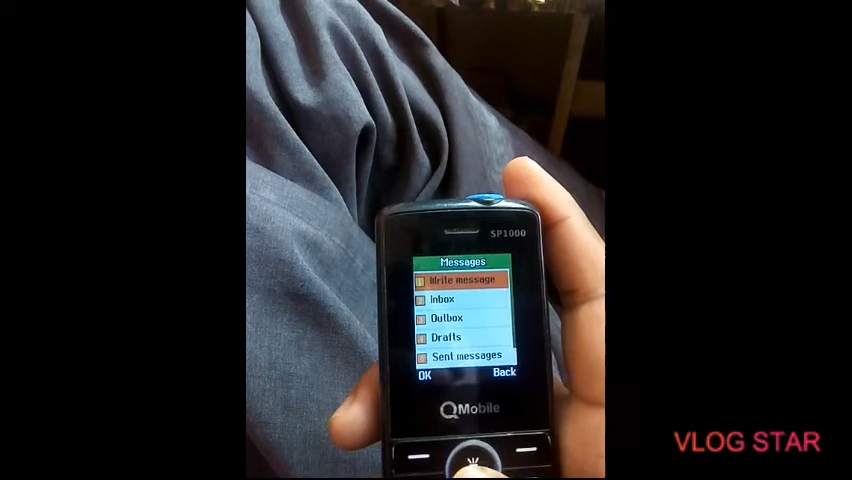 SP1000
Messages
Write message
Inbox
Outbox
Drafts
Sent messages
OK Back
QMobile
VLOG STAR